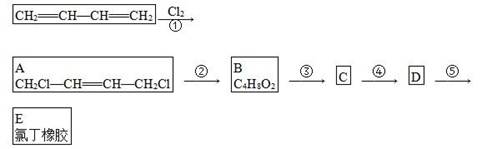 CH₂=CH—CH=CH₂ Cl₂ ①
A
CH₂Cl—CH=CH—CH₂Cl ② B C₄H₈O₂ ③ C ④ D ⑤
E
氯丁橡胶